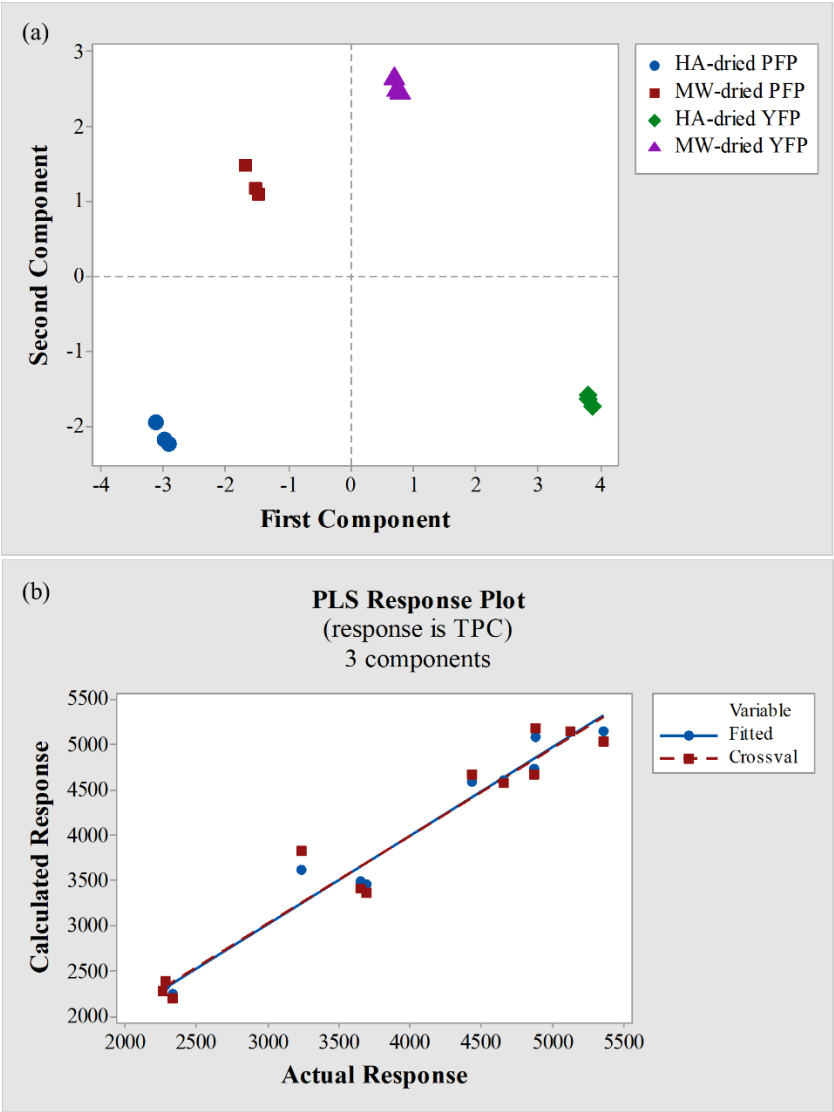 (a)
HA-dried PFP
MW-dried PFP
HA-dried YFP
MW-dried YFP
3
2
1
0
-1
-2
Second Component
-4 -3 -2 -1 0 1 2 3 4
First Component
(b)
PLS Response Plot
(response is TPC)
3 components
Variable
Fitted
Crossval
5500
5000
4500
4000
3500
3000
2500
2000
Calculated Response
2000 2500 3000 3500 4000 4500 5000 5500
Actual Response